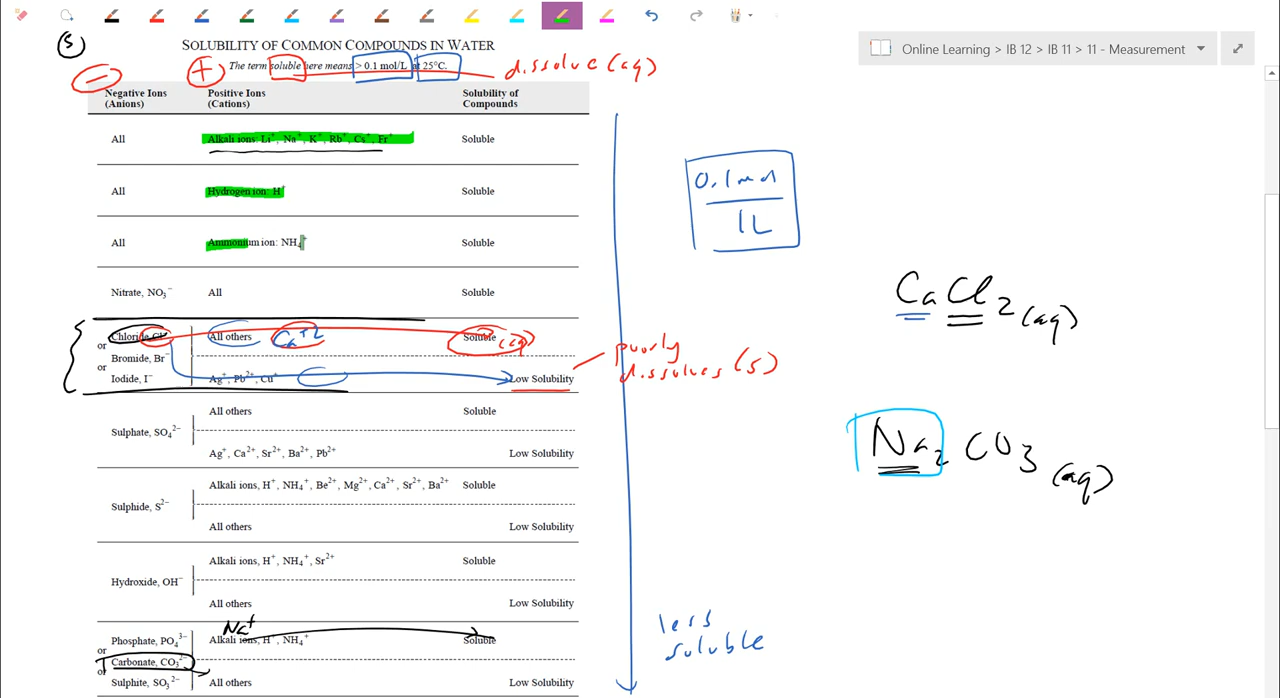 (s)
SOLUBILITY OF COMMON COMPOUNDS IN WATER
The term soluble here means > 0.1 mol/L at 25°C.
−
+
dissolve (aq)
Online Learning > IB 12 > IB 11 > 11 - Measurement
Negative Ions (Anions)
Positive Ions (Cations)
Solubility of Compounds
All
Alkali ions: Li⁺, Na⁺, K⁺, Rb⁺, Cs⁺, Fr⁺
Soluble
All
Hydrogen ion: H⁺
Soluble
All
Ammonium ion: NH₄⁺
Soluble
Nitrate, NO₃⁻
All
Soluble
Chloride, Cl⁻
or
Bromide, Br⁻
or
Iodide, I⁻
All others
Ca⁺²
Soluble (aq)
Ag⁺, Pb²⁺, Cu⁺
Low Solubility
poorly
dissolves (s)
Sulphate, SO₄²⁻
All others
Soluble
Ag⁺, Ca²⁺, Sr²⁺, Ba²⁺, Pb²⁺
Low Solubility
Sulphide, S²⁻
Alkali ions, H⁺, NH₄⁺, Be²⁺, Mg²⁺, Ca²⁺, Sr²⁺, Ba²⁺
Soluble
All others
Low Solubility
Hydroxide, OH⁻
Alkali ions, H⁺, NH₄⁺, Sr²⁺
Soluble
All others
Low Solubility
Phosphate, PO₄³⁻
or
Carbonate, CO₃²⁻
or
Sulphite, SO₃²⁻
Na⁺
Alkali ions, H⁺, NH₄⁺
Soluble
All others
Low Solubility
0.1 mol
1L
less
soluble
CaCl₂(aq)
Na₂CO₃(aq)